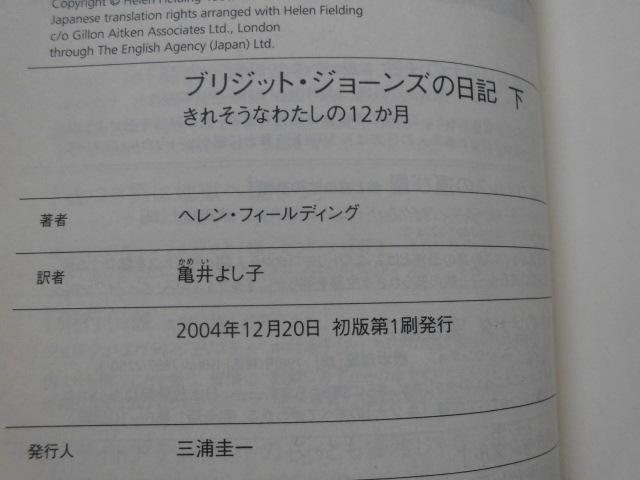 Copyright © Helen Fielding
Japanese translation rights arranged with Helen Fielding
c/o Gillon Aitken Associates Ltd., London
through The English Agency (Japan) Ltd.
ブリジット・ジョーンズの日記 下
きれそうなわたしの12か月
著者 ヘレン・フィールディング
かめい
訳者 亀井よし子
2004年12月20日 初版第1刷発行
発行人 三浦圭一